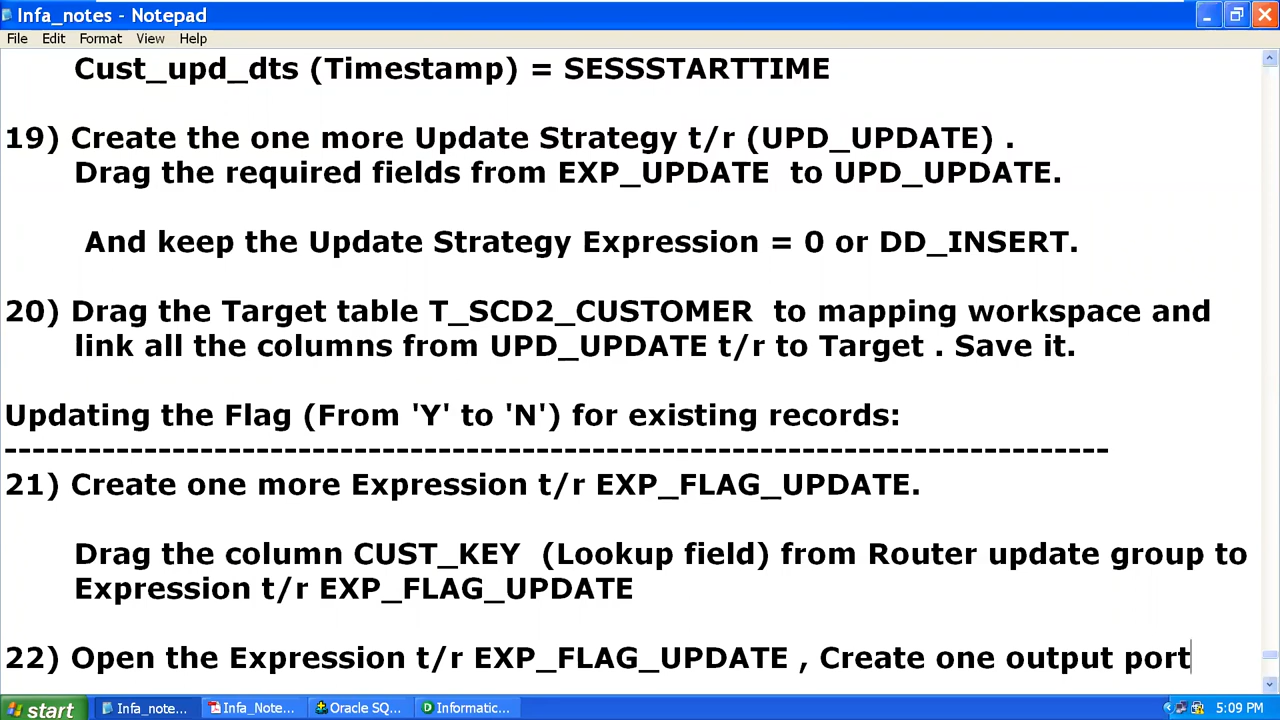 Infa_notes - Notepad
File Edit Format View Help
Cust_upd_dts (Timestamp) = SESSSTARTTIME
19) Create the one more Update Strategy t/r (UPD_UPDATE) .
Drag the required fields from EXP_UPDATE to UPD_UPDATE.
And keep the Update Strategy Expression = 0 or DD_INSERT.
20) Drag the Target table T_SCD2_CUSTOMER to mapping workspace and
link all the columns from UPD_UPDATE t/r to Target . Save it.
Updating the Flag (From 'Y' to 'N') for existing records:
--------------------------------------------------------------------------------
21) Create one more Expression t/r EXP_FLAG_UPDATE.
Drag the column CUST_KEY (Lookup field) from Router update group to
Expression t/r EXP_FLAG_UPDATE
22) Open the Expression t/r EXP_FLAG_UPDATE , Create one output port
start Infa_note... Infa_Note... Oracle SQ... Informatic... 5:09 PM